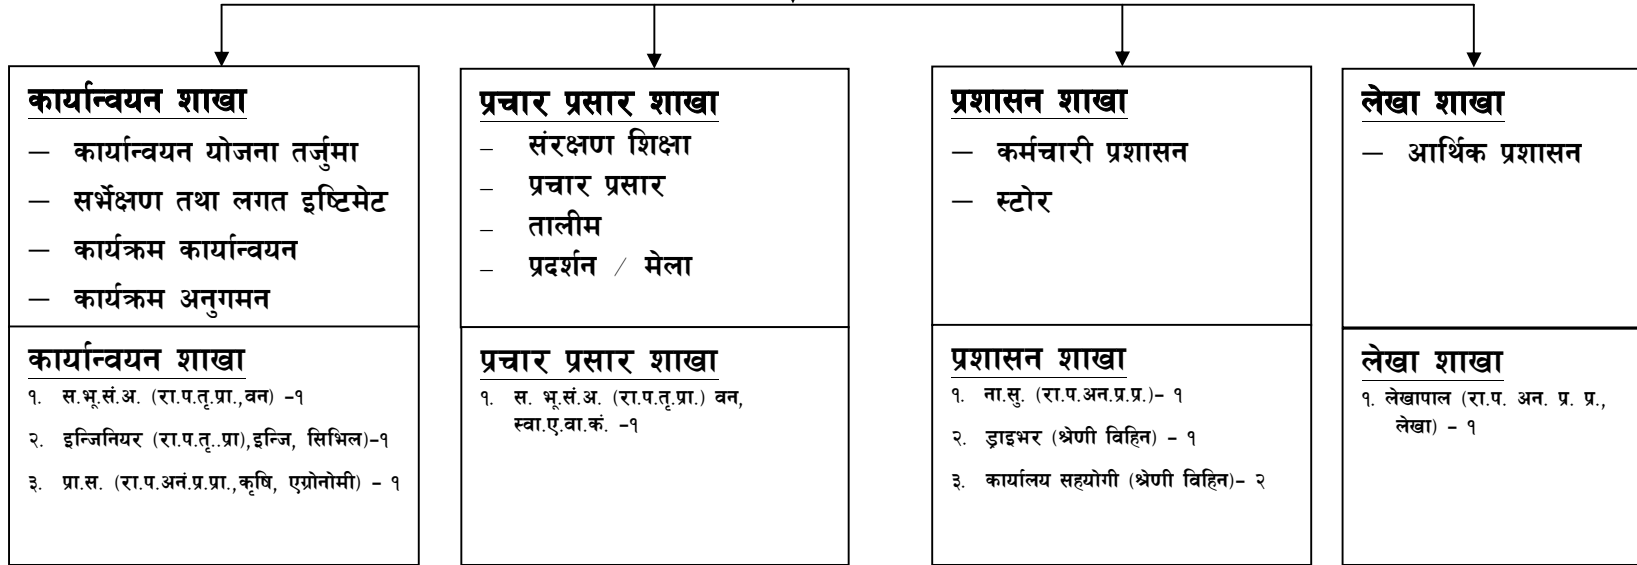 कार्यान्वयन शाखा
– कार्यान्वयन योजना तर्जुमा
– सर्भेक्षण तथा लगत इष्टिमेट
– कार्यक्रम कार्यान्वयन
– कार्यक्रम अनुगमन
प्रचार प्रसार शाखा
– संरक्षण शिक्षा
– प्रचार प्रसार
– तालीम
– प्रदर्शन / मेला
प्रशासन शाखा
– कर्मचारी प्रशासन
– स्टोर
लेखा शाखा
– आर्थिक प्रशासन
कार्यान्वयन शाखा
१. स.भू.सं.अ. (रा.प.तृ.प्रा.,वन) –१
२. इन्जिनियर (रा.प.तृ..प्रा),इन्जि, सिभिल)–१
३. प्रा.स. (रा.प.अनं.प्र.प्रा.,कृषि, एग्रोनोमी) – १
प्रचार प्रसार शाखा
१. स. भू.सं.अ. (रा.प.तृ.प्रा.) वन,
स्वा.ए.वा.कं. –१
प्रशासन शाखा
१. ना.सु. (रा.प.अन.प्र.प्र.)– १
२. ड्राइभर (श्रेणी विहिन) – १
३. कार्यालय सहयोगी (श्रेणी विहिन)– २
लेखा शाखा
१. लेखापाल (रा.प. अन. प्र. प्र.,
लेखा) – १